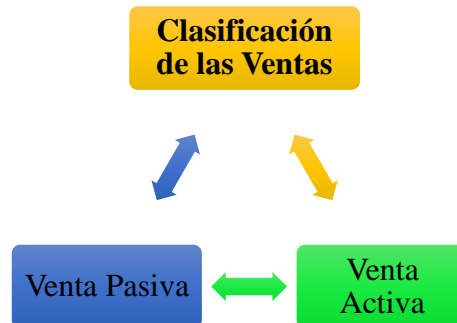 Clasificación
de las Ventas
Venta Pasiva
Venta
Activa